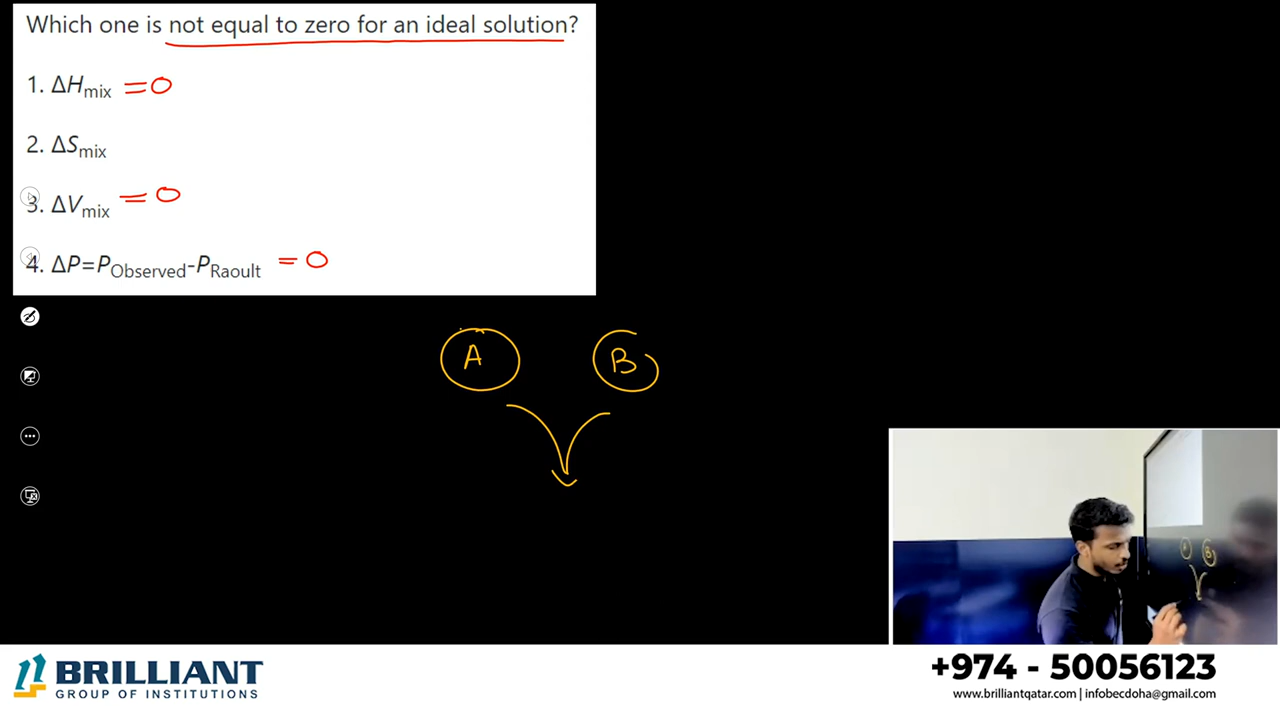 Which one is not equal to zero for an ideal solution?
1. ΔHmix = 0
2. ΔSmix
3. ΔVmix = 0
4. ΔP=PObserved-PRaoult = 0
A B
A B
BRILLIANT
GROUP OF INSTITUTIONS
+974 - 50056123
www.brilliantqatar.com | infobecdoha@gmail.com